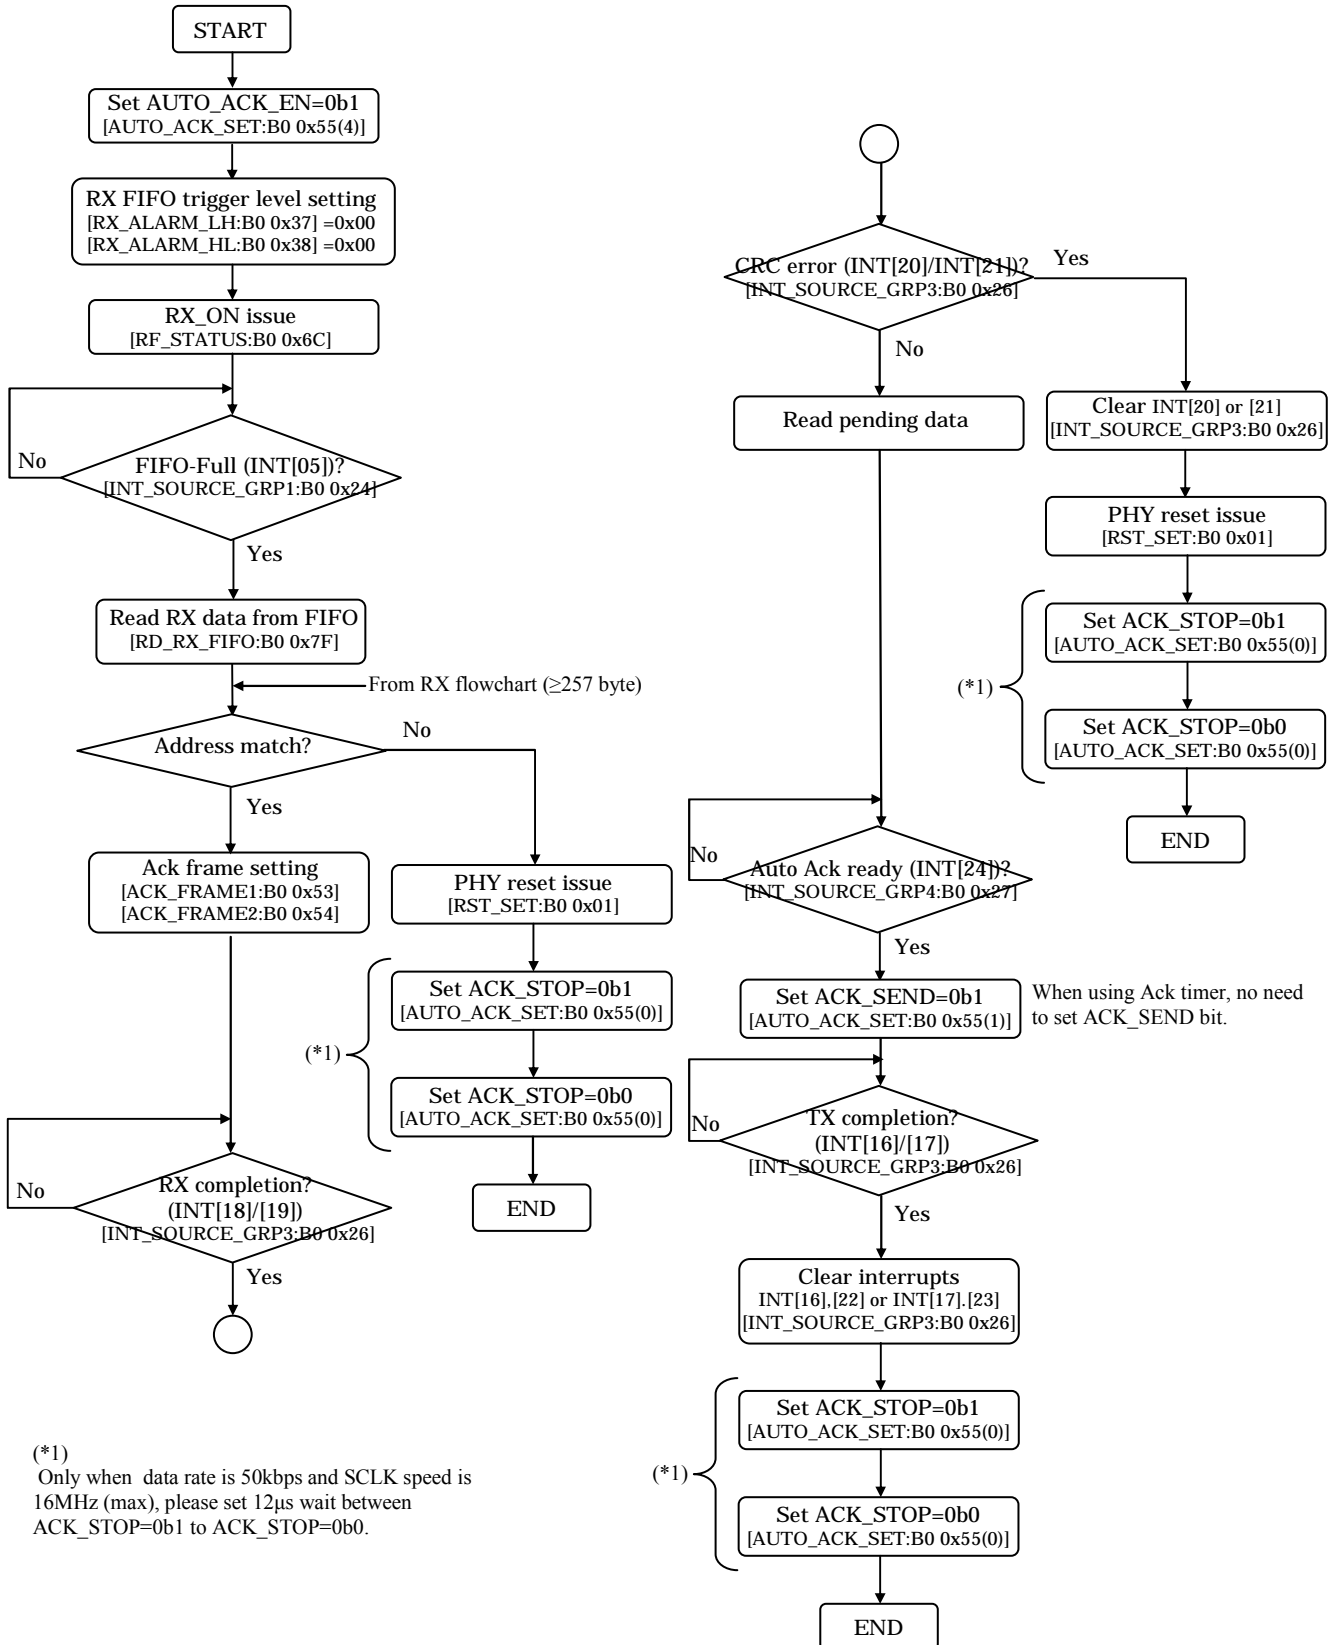 START
Set AUTO_ACK_EN=0b1
[AUTO_ACK_SET:B0 0x55(4)]
RX FIFO trigger level setting
[RX_ALARM_LH:B0 0x37] =0x00
[RX_ALARM_HL:B0 0x38] =0x00
RX_ON issue
[RF_STATUS:B0 0x6C]
No
FIFO-Full (INT[05])?
[INT_SOURCE_GRP1:B0 0x24]
Yes
Read RX data from FIFO
[RD_RX_FIFO:B0 0x7F]
From RX flowchart (≥257 byte)
Address match?
No
Yes
Ack frame setting
[ACK_FRAME1:B0 0x53]
[ACK_FRAME2:B0 0x54]
PHY reset issue
[RST_SET:B0 0x01]
(*1)
Set ACK_STOP=0b1
[AUTO_ACK_SET:B0 0x55(0)]
Set ACK_STOP=0b0
[AUTO_ACK_SET:B0 0x55(0)]
END
No
RX completion?
(INT[18]/[19])
[INT_SOURCE_GRP3:B0 0x26]
Yes
(*1)
Only when data rate is 50kbps and SCLK speed is
16MHz (max), please set 12μs wait between
ACK_STOP=0b1 to ACK_STOP=0b0.
CRC error (INT[20]/INT[21])?
[INT_SOURCE_GRP3:B0 0x26]
Yes
No
Read pending data
Clear INT[20] or [21]
[INT_SOURCE_GRP3:B0 0x26]
PHY reset issue
[RST_SET:B0 0x01]
(*1)
Set ACK_STOP=0b1
[AUTO_ACK_SET:B0 0x55(0)]
Set ACK_STOP=0b0
[AUTO_ACK_SET:B0 0x55(0)]
END
No
Auto Ack ready (INT[24])?
[INT_SOURCE_GRP4:B0 0x27]
Yes
Set ACK_SEND=0b1
[AUTO_ACK_SET:B0 0x55(1)]
When using Ack timer, no need
to set ACK_SEND bit.
No
TX completion?
(INT[16]/[17])
[INT_SOURCE_GRP3:B0 0x26]
Yes
Clear interrupts
INT[16],[22] or INT[17].[23]
[INT_SOURCE_GRP3:B0 0x26]
(*1)
Set ACK_STOP=0b1
[AUTO_ACK_SET:B0 0x55(0)]
Set ACK_STOP=0b0
[AUTO_ACK_SET:B0 0x55(0)]
END